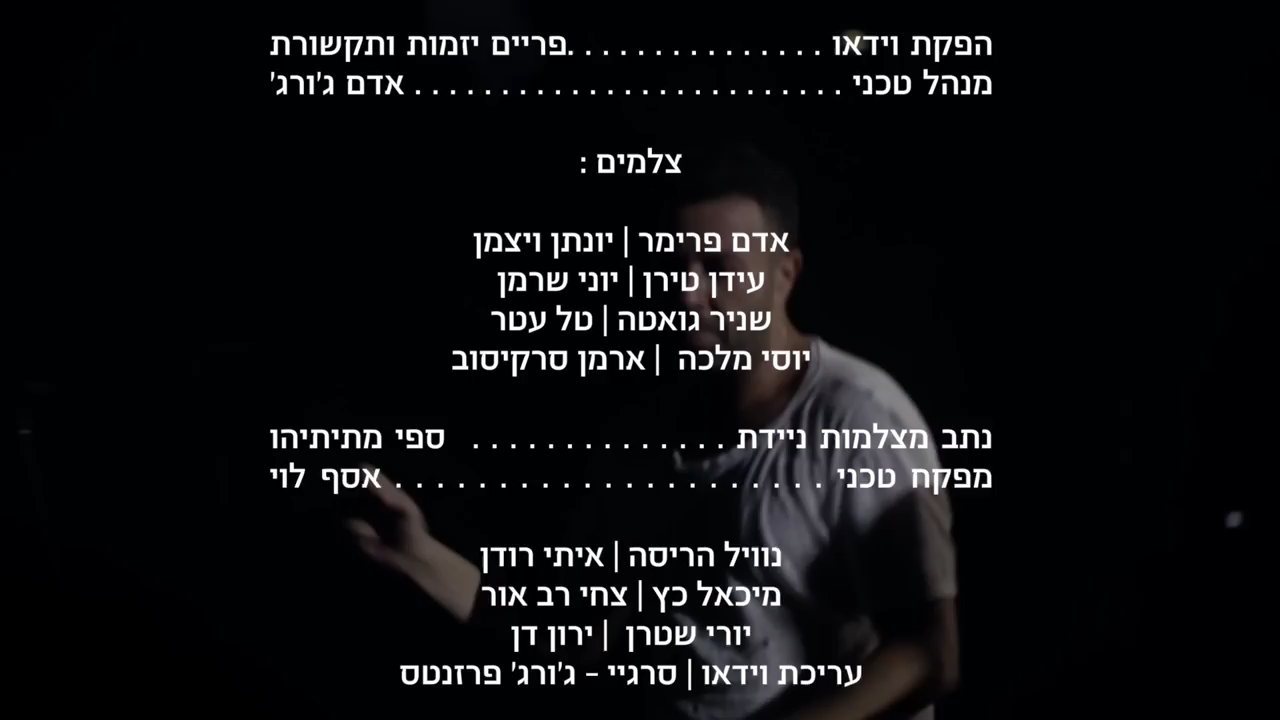 הפקת וידאו . . . . . . . . . . . . . .פריים יזמות ותקשורת
מנהל טכני . . . . . . . . . . . . . . . . . . . . . . . . . אדם ג'ורג'
צלמים :
אדם פרימר | יונתן ויצמן
עידן טירן | יוני שרמן
שניר גואטה | טל עטר
יוסי מלכה | ארמן סרקיסוב
נתב מצלמות ניידת . . . . . . . . . . . . . . ספי מתיתיהו
מפקח טכני . . . . . . . . . . . . . . . . . . . . . . . אסף לוי
נוויל הריסה | איתי רודן
מיכאל כץ | צחי רב אור
יורי שטרן | ירון דן
עריכת וידאו | סרגיי - ג'ורג' פרזנטס